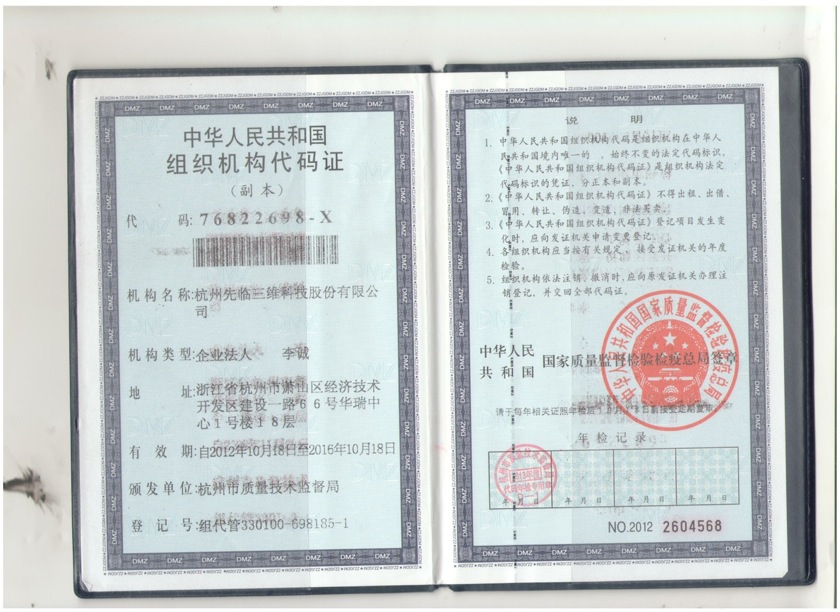 中华人民共和国
组织机构代码证
(副本)
代 码:76822698-X
机构名称:杭州先临三维科技股份有限公
司
机构类型:企业法人 李诚
地 址:浙江省杭州市萧山区经济技术
开发区建设一路66号华瑞中
心1号楼18层
有 效 期:自2012年10月18日至2016年10月18日
颁发单位:杭州市质量技术监督局
登 记 号:组代管330100-698185-1
说 明
1. 中华人民共和国组织机构代码是组织机构在中华人
民共和国境内唯一的、始终不变的法定代码标识,
《中华人民共和国组织机构代码证》是组织机构法定
代码标识的凭证,分正本和副本。
2.《中华人民共和国组织机构代码证》不得出租、出借、
冒用、转让、伪造、变造、非法买卖。
3.《中华人民共和国组织机构代码证》登记项目发生变
化时,应向发证机关申请变更登记。
4. 各组织机构应当按有关规定,接受发证机关的年度
检验。
5. 组织机构依法注销、撤消时,应向原发证机关办理注
销登记,并交回全部代码证。
中华人民
共和国 国家质量监督检验检疫总局签章
年检记录
年 月 日 年 月 日 年 月 日 年 月 日
NO.2012 2604568